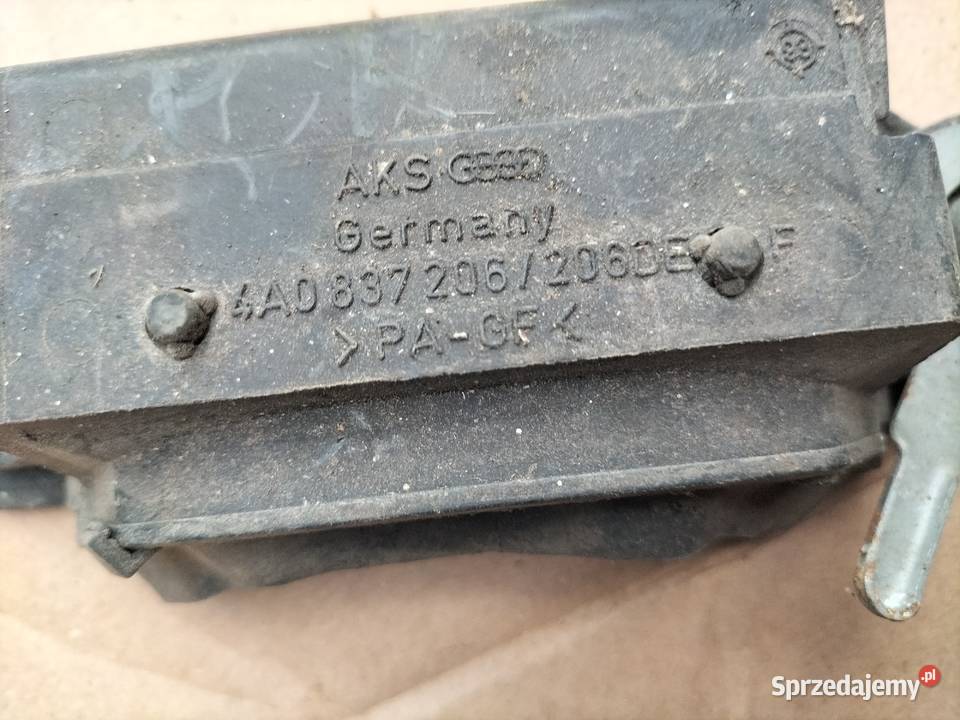 AKS
Germany
4A0 837 206/206DE F
>PA-GF<
Sprzedajemy.pl